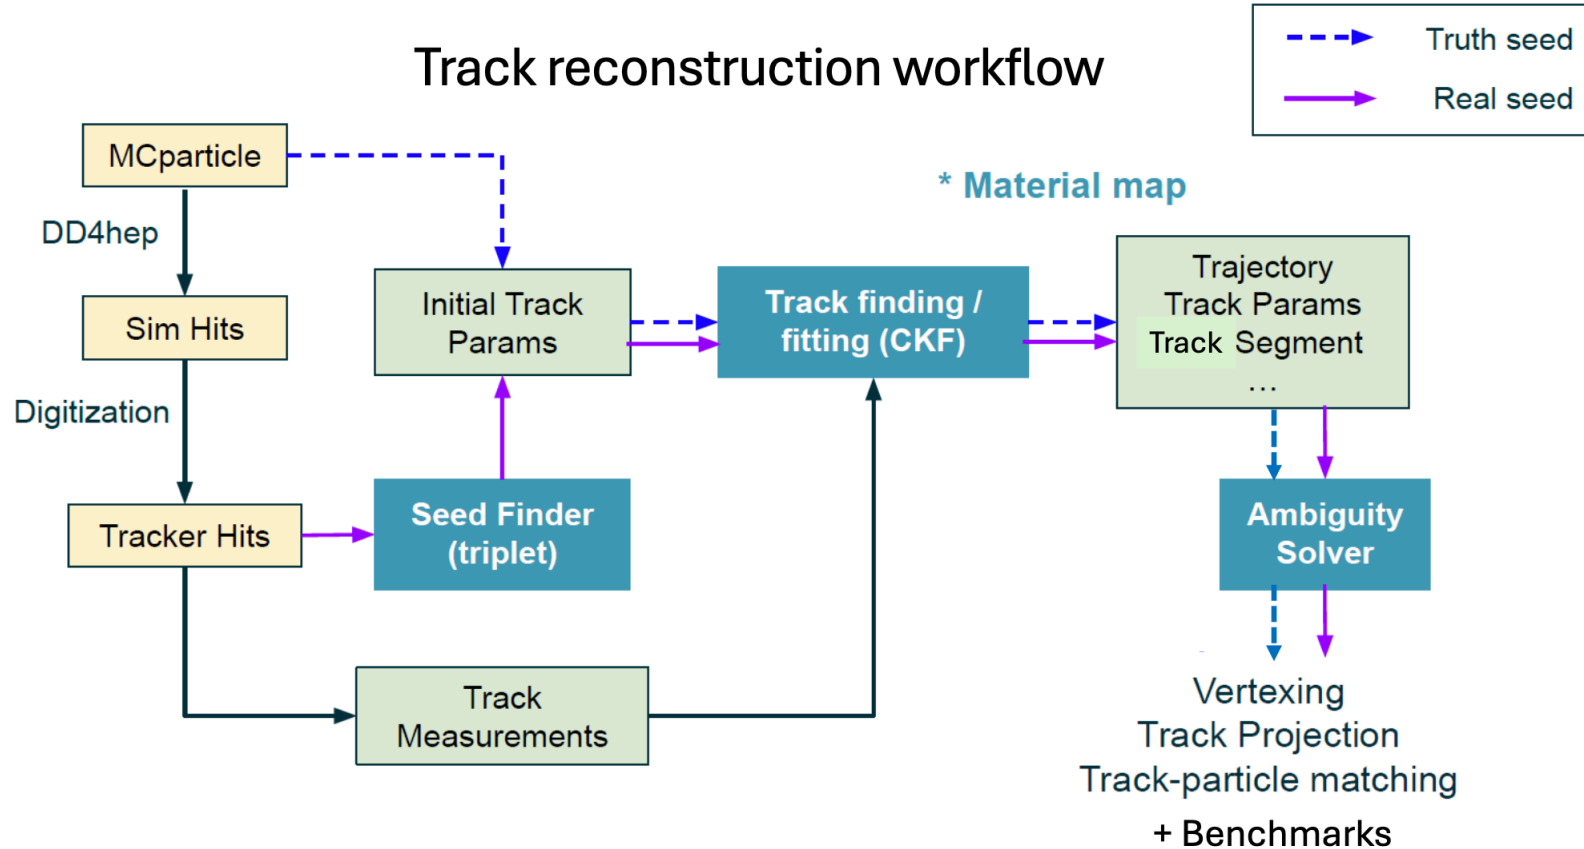 Track reconstruction workflow
Truth seed
Real seed
MCparticle
DD4hep
* Material map
Sim Hits
Initial Track
Params
Track finding /
fitting (CKF)
Trajectory
Track Params
Track Segment
...
Digitization
Tracker Hits
Seed Finder
(triplet)
Ambiguity
Solver
Track
Measurements
Vertexing
Track Projection
Track-particle matching
+ Benchmarks